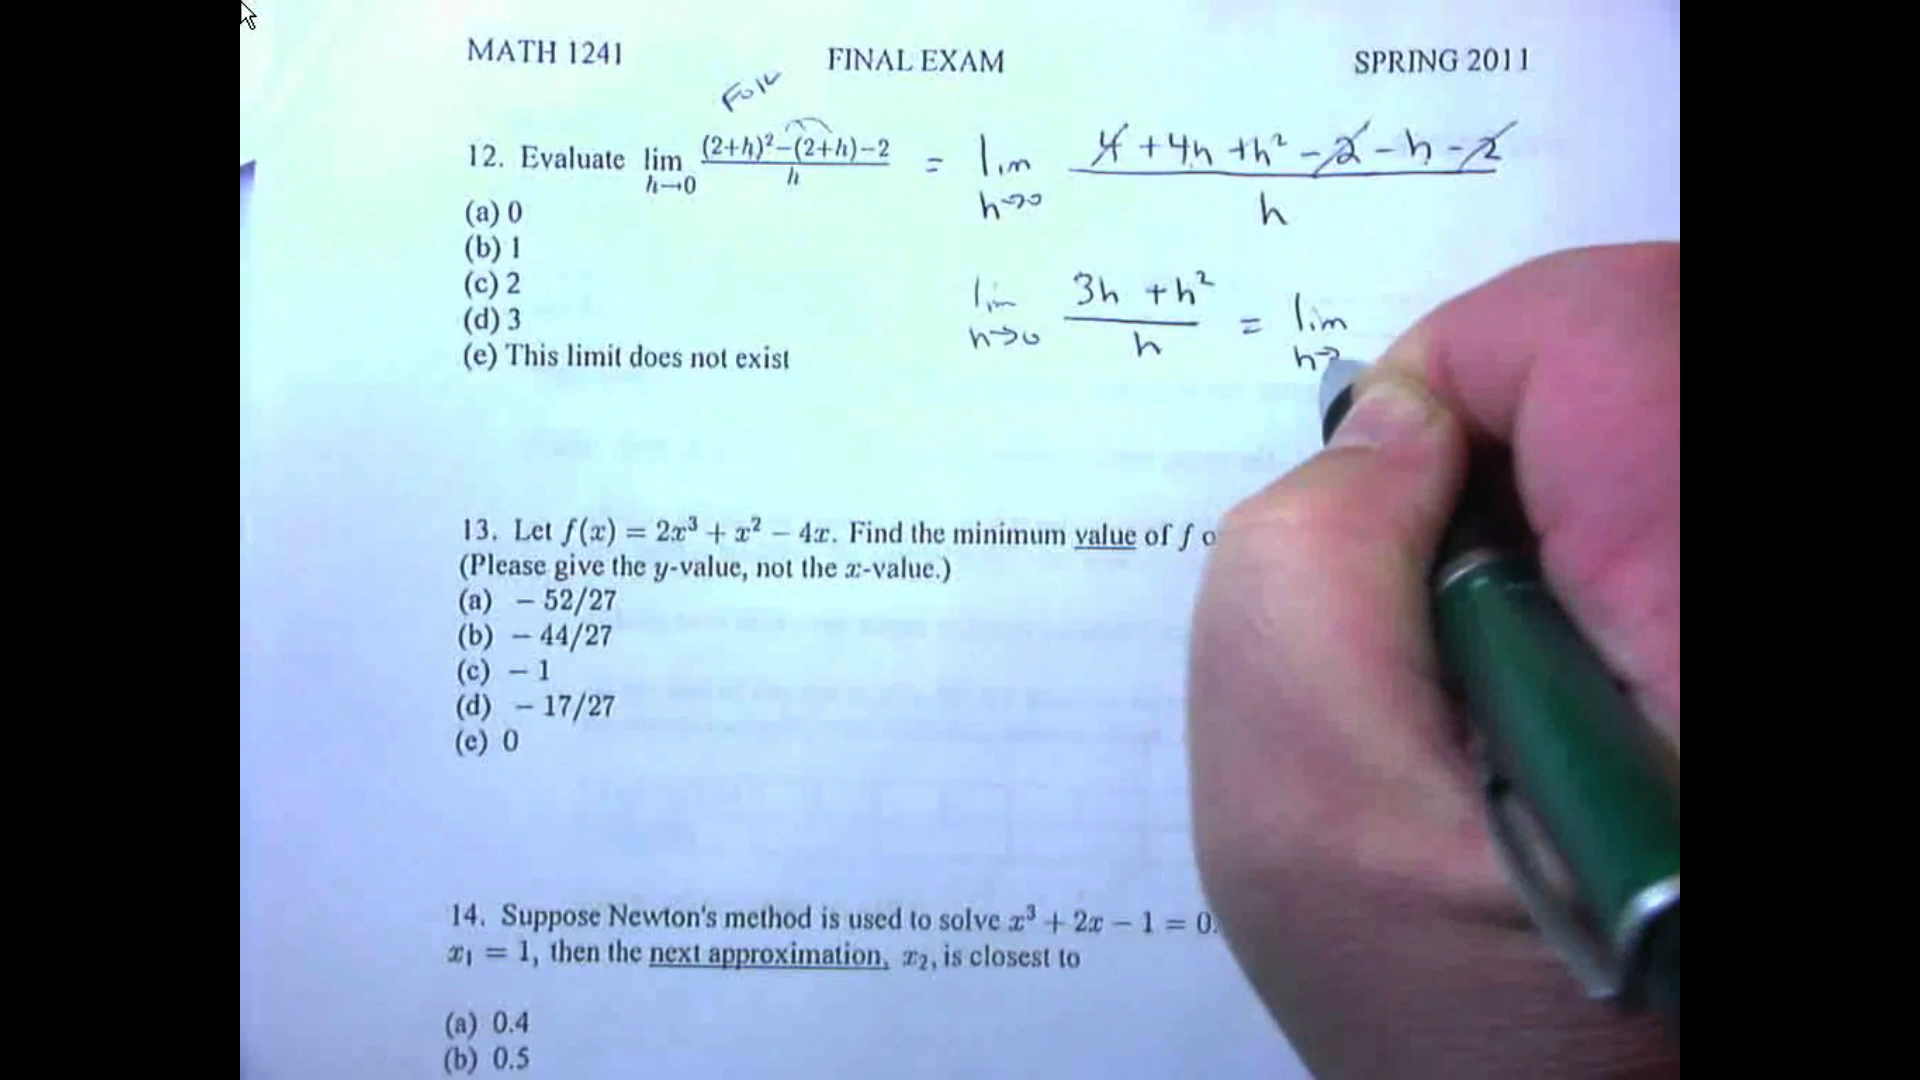 MATH 1241 FINAL EXAM SPRING 2011
FOIL
12. Evaluate lim h→0 (2+h)²−(2+h)−2 / h = lim h→0 4 + 4h + h² − 2 − h − 2 / h
(a) 0
(b) 1
(c) 2
(d) 3
(e) This limit does not exist
lim h→0 3h + h² / h = lim h→
13. Let f(x) = 2x³ + x² − 4x. Find the minimum value of f
(Please give the y-value, not the x-value.)
(a) − 52/27
(b) − 44/27
(c) − 1
(d) − 17/27
(e) 0
14. Suppose Newton's method is used to solve x³ + 2x − 1 = 0.
x₁ = 1, then the next approximation, x₂, is closest to
(a) 0.4
(b) 0.5